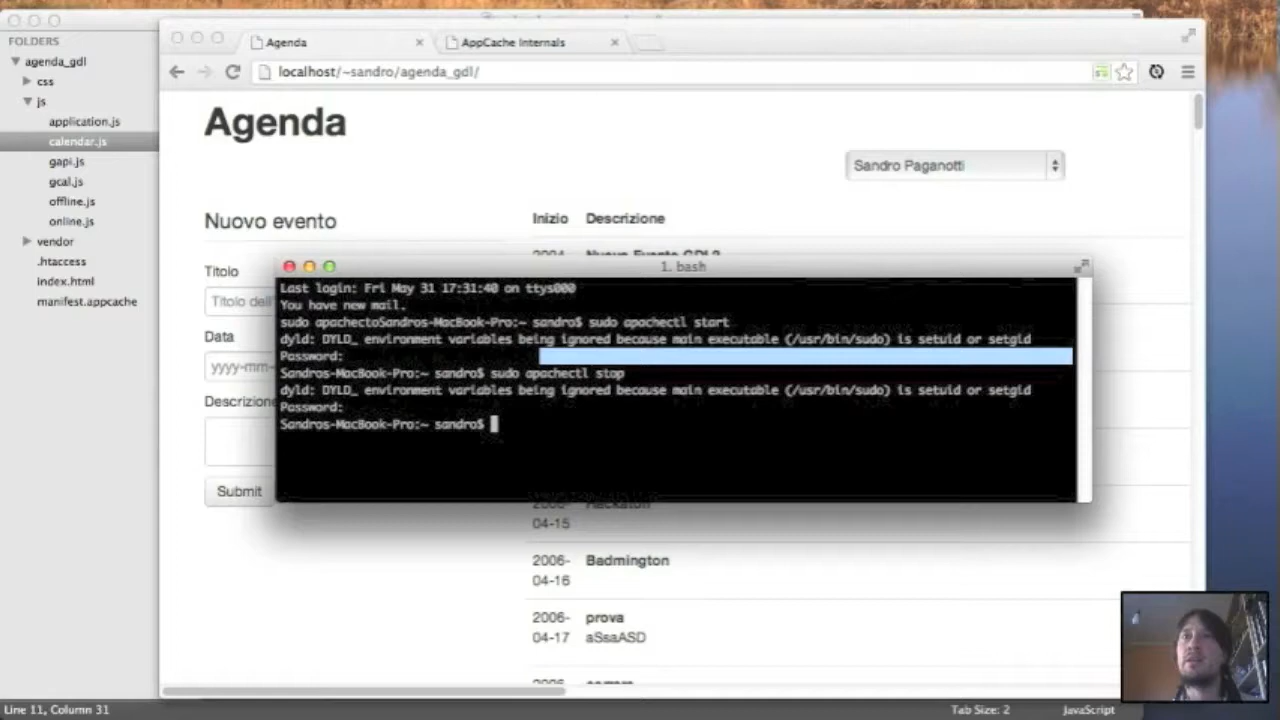 FOLDERS
agenda_gdl
css
js
application.js
calendar.js
gapi.js
gcal.js
offline.js
online.js
vendor
.htaccess
index.html
manifest.appcache
Agenda
AppCache Internals
localhost/~sandro/agenda_gdl/
Agenda
Sandro Paganotti
Nuovo evento
Inizio Descrizione
Titolo
Titolo dell
Data
yyyy-mm-
Descrizione
Submit
1. bash
Last login: Fri May 31 17:31:40 on ttys000
You have new mail.
sudo apachectoSandros-MacBook-Pro:~ sandro$ sudo apachectl start
dyld: DYLD_ environment variables being ignored because main executable (/usr/bin/sudo) is setuid or setgid
Password:
Sandros-MacBook-Pro:~ sandro$ sudo apachectl stop
dyld: DYLD_ environment variables being ignored because main executable (/usr/bin/sudo) is setuid or setgid
Password:
Sandros-MacBook-Pro:~ sandro$
04-15
2006- Badmington
04-16
2006- prova
04-17 aSsaASD
Line 11, Column 31
Tab Size: 2
JavaScript